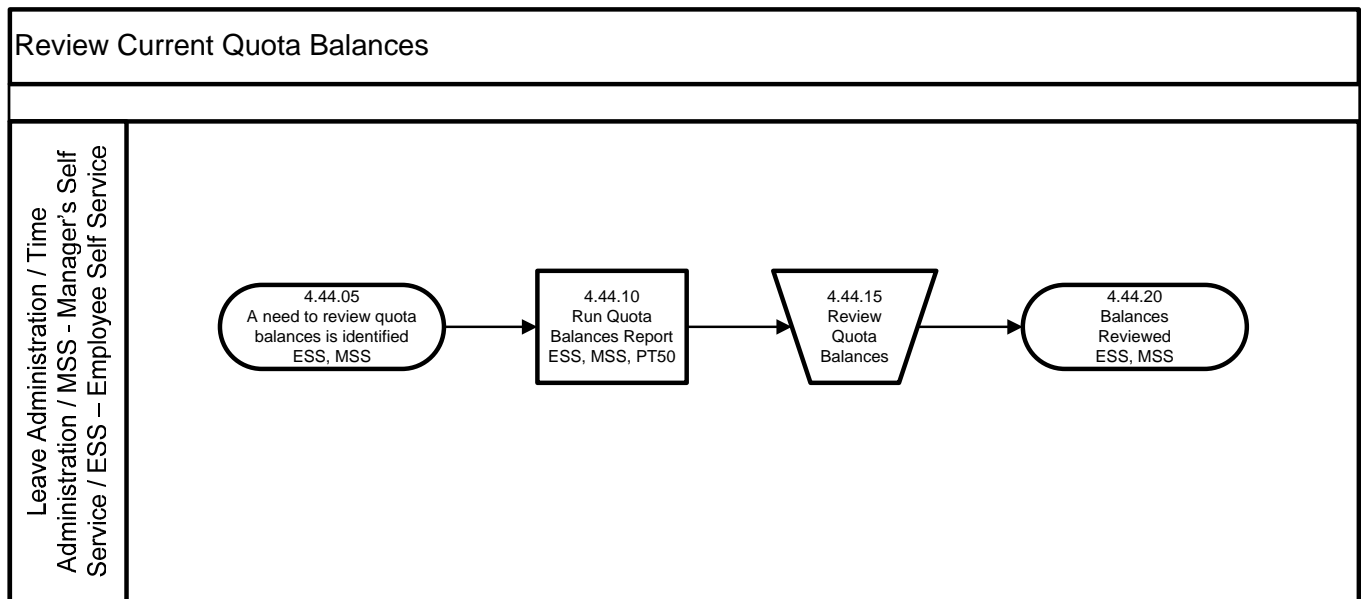 Review Current Quota Balances
Leave Administration / Time
Administration / MSS - Manager's Self
Service / ESS – Employee Self Service
4.44.05
A need to review quota
balances is identified
ESS, MSS
4.44.10
Run Quota
Balances Report
ESS, MSS, PT50
4.44.15
Review
Quota
Balances
4.44.20
Balances
Reviewed
ESS, MSS